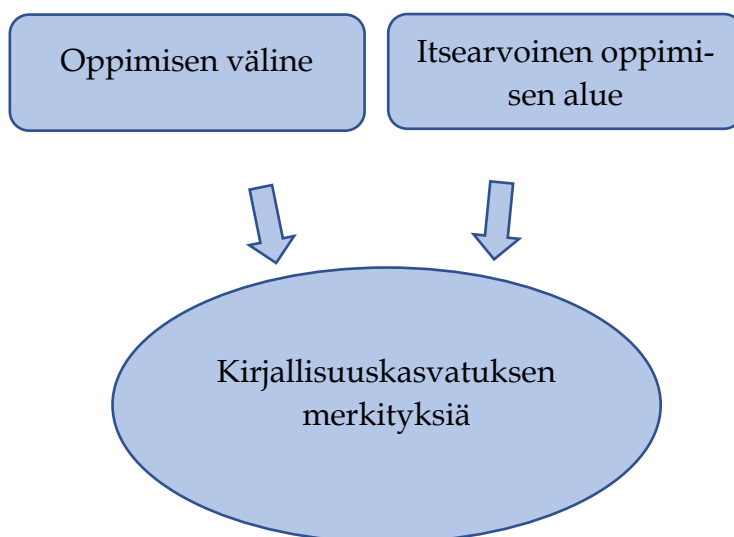 Oppimisen väline
Itsearvoinen oppimi-
sen alue
Kirjallisuuskasvatuksen
merkityksiä